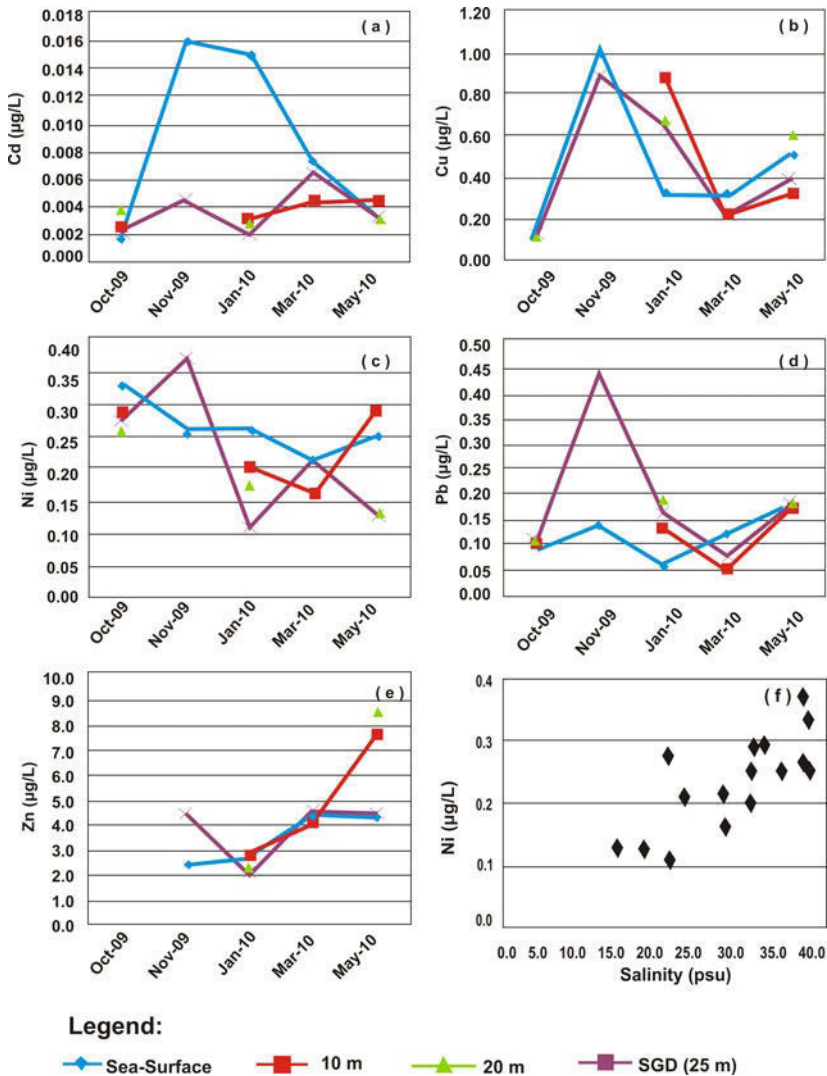 ( a )
Cd (µg/L)
0.018
0.016
0.014
0.012
0.010
0.008
0.006
0.004
0.002
0.000
Oct-09 Nov-09 Jan-10 Mar-10 May-10
( b )
Cu (µg/L)
1.20
1.00
0.80
0.60
0.40
0.20
0.00
Oct-09 Nov-09 Jan-10 Mar-10 May-10
( c )
Ni (µg/L)
0.40
0.35
0.30
0.25
0.20
0.15
0.10
0.05
0.00
Oct-09 Nov-09 Jan-10 Mar-10 May-10
( d )
Pb (µg/L)
0.50
0.45
0.40
0.35
0.30
0.25
0.20
0.15
0.10
0.05
0.00
Oct-09 Nov-09 Jan-10 Mar-10 May-10
( e )
Zn (µg/L)
10.0
9.0
8.0
7.0
6.0
5.0
4.0
3.0
2.0
1.0
0.0
Oct-09 Nov-09 Jan-10 Mar-10 May-10
( f )
Ni (µg/L)
0.4
0.3
0.2
0.1
0.0
0.0 5.0 10.0 15.0 20.0 25.0 30.0 35.0 40.0
Salinity (psu)
Legend:
Sea-Surface 10 m 20 m SGD (25 m)